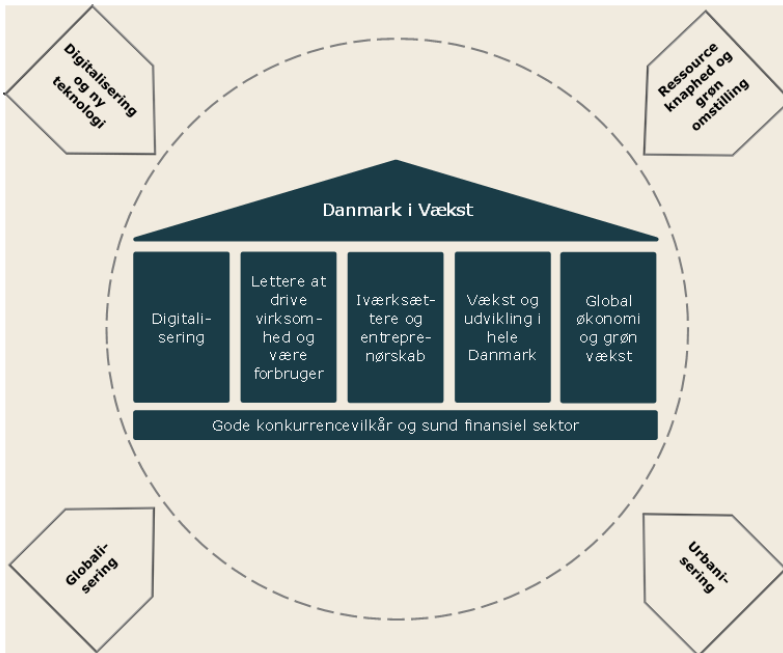 Digitalisering
og ny
teknologi
Ressource
knaphed og
grøn
omstilling
Danmark i Vækst
Digitali-
sering
Lettere at
drive
virksom-
hed og
være
forbruger
Iværksæt-
tere og
entrepre-
nørskab
Vækst og
udvikling i
hele
Danmark
Global
økonomi
og grøn
vækst
Gode konkurrencevilkår og sund finansiel sektor
Globali-
sering
Urbani-
sering